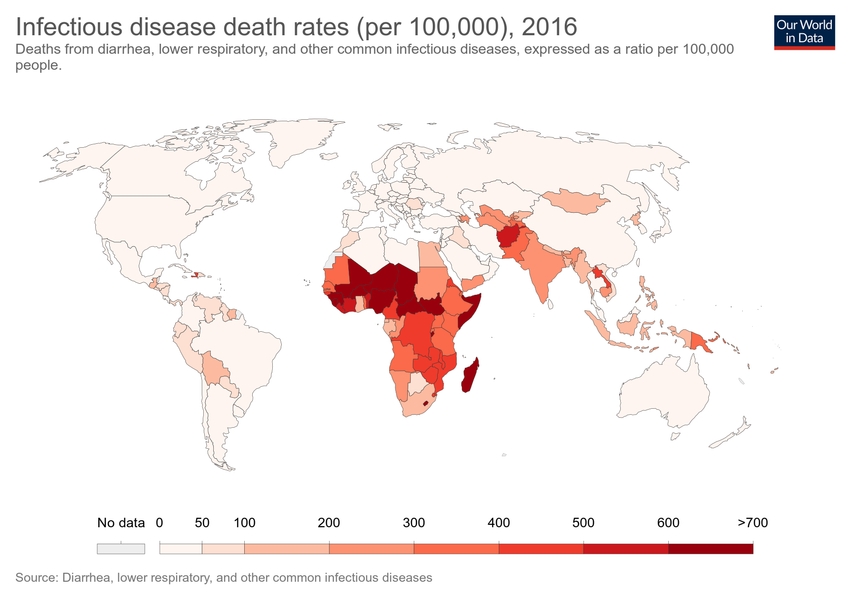 Infectious disease death rates (per 100,000), 2016
Our World
in Data
Deaths from diarrhea, lower respiratory, and other common infectious diseases, expressed as a ratio per 100,000
people.
No data 0 50 100 200 300 400 500 600 >700
Source: Diarrhea, lower respiratory, and other common infectious diseases